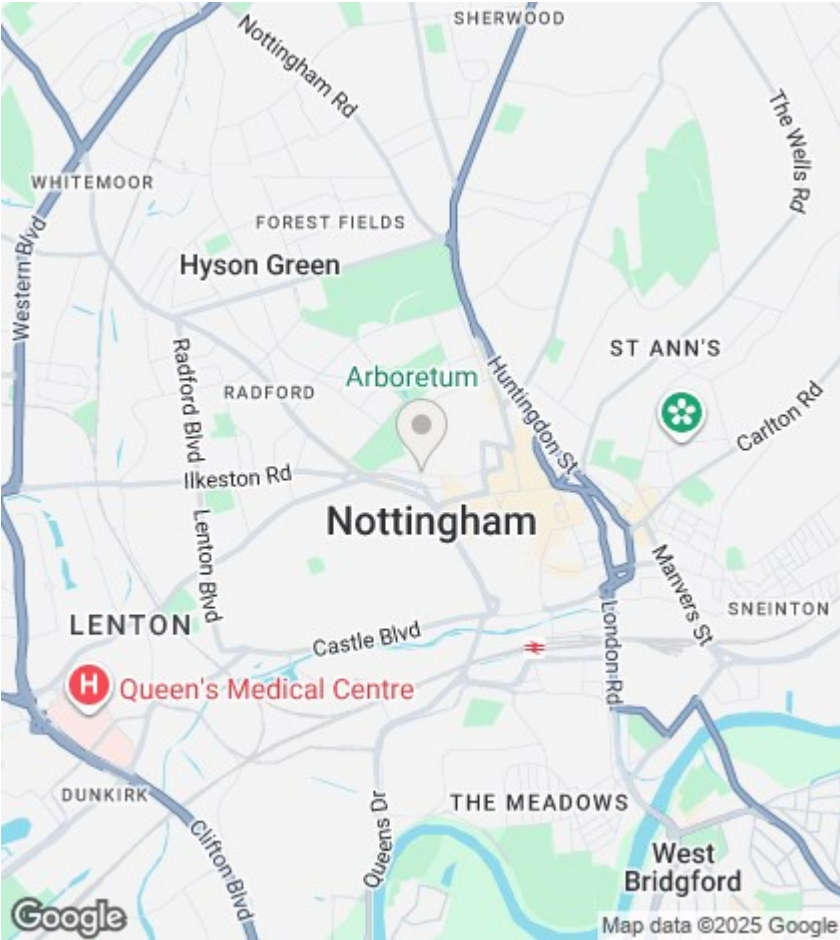 SHERWOOD
Nottingham Rd
The Wells Rd
WHITEMOOR
FOREST FIELDS
Western Blvd
Hyson Green
ST ANN'S
Radford Blvd
Arboretum
Huntingdon St
RADFORD
Carlton Rd
Ilkeston Rd
Nottingham
Lenton Blvd
Manvers St
SNEINTON
LENTON
Castle Blvd
London Rd
H
Queen's Medical Centre
DUNKIRK
THE MEADOWS
Queens Dr
Clifton Blvd
West
Bridgford
Google
Map data ©2025 Google